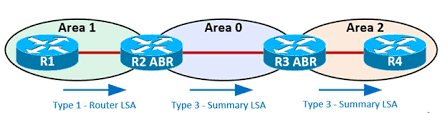 Area 1 Area 0 Area 2
R1 R2 ABR R3 ABR R4
Type 1 - Router LSA Type 3 - Summary LSA Type 3 - Summary LSA